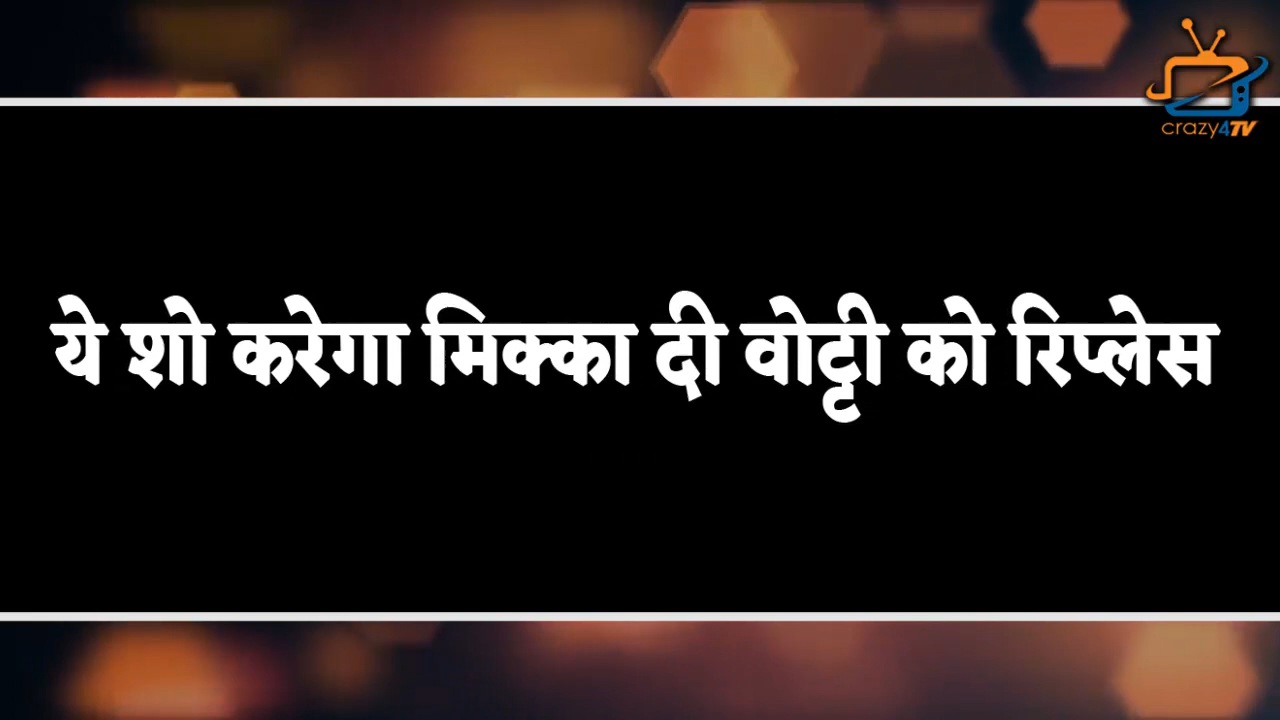 crazy4TV
ये शो करेगा मिक्का दी वोट्टी को रिप्लेस